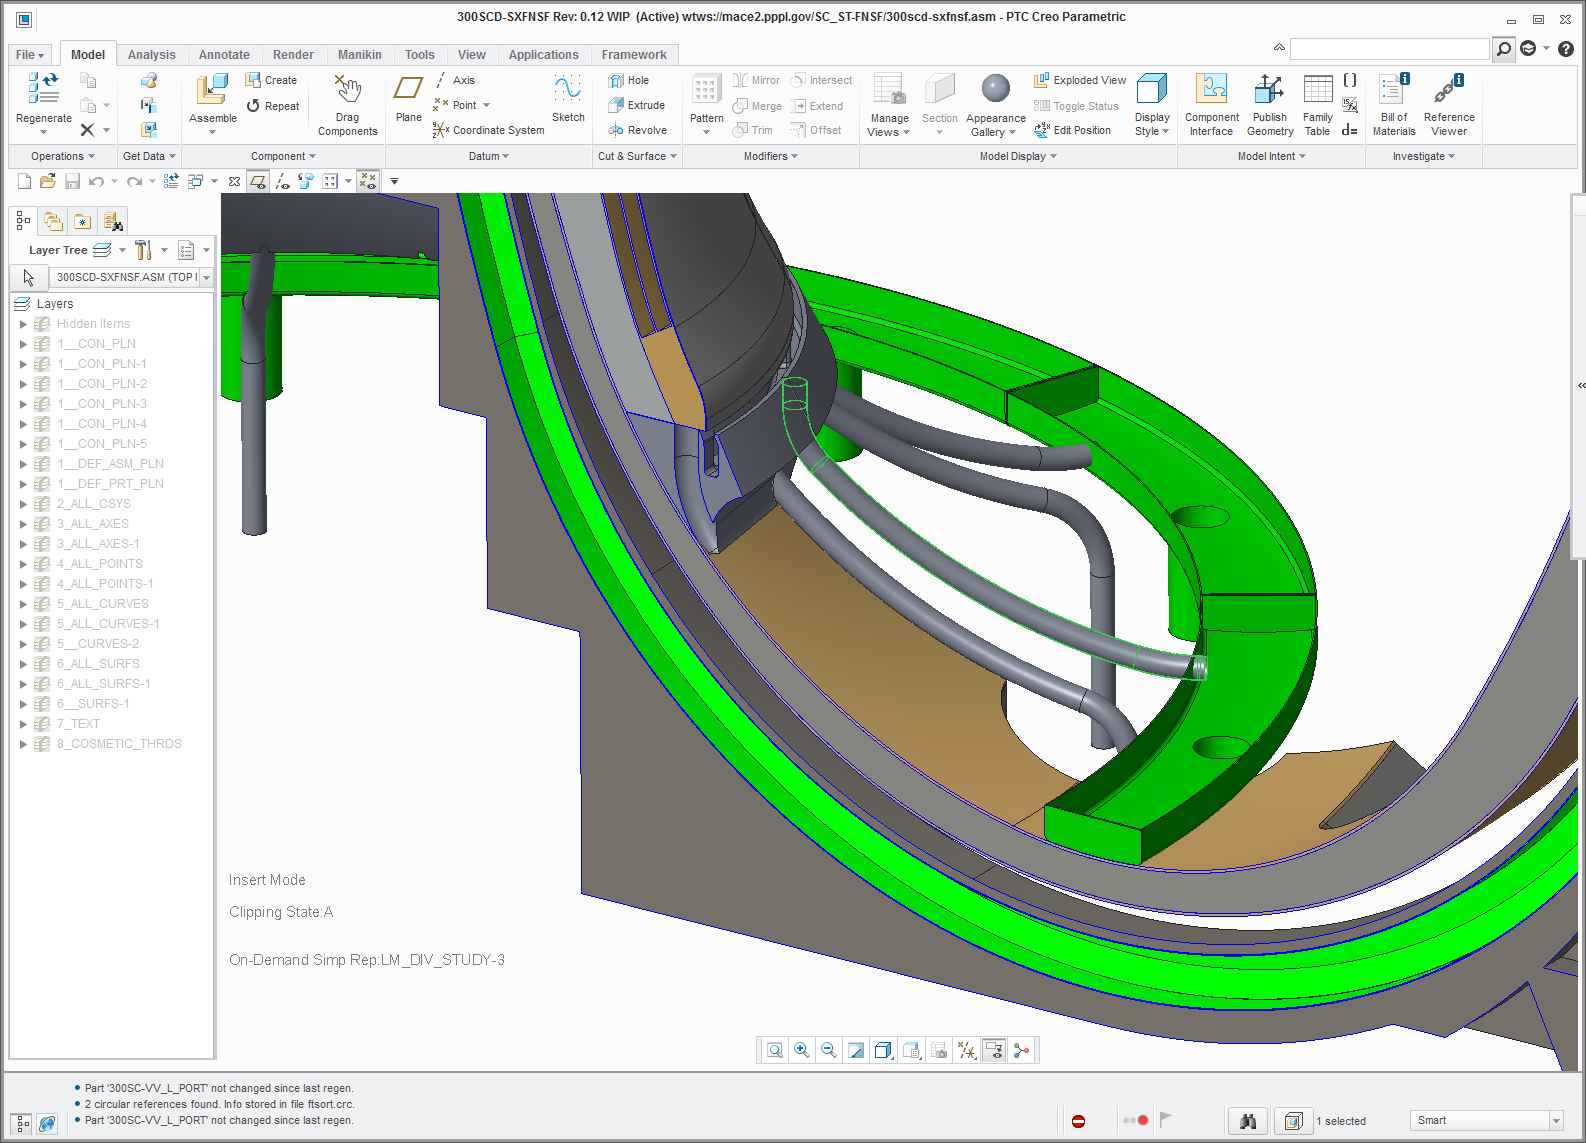 300SCD-SXFNSF Rev: 0.12 WIP (Active) wtws://mace2.pppl.gov/SC_ST-FNSF/300scd-sxfnsf.asm - PTC Creo Parametric
File Model Analysis Annotate Render Manikin Tools View Applications Framework
Regenerate
Operations
Get Data
Assemble
Create
Repeat
Drag Components
Component
Plane
Axis
Point
Coordinate System
Sketch
Datum
Hole
Extrude
Revolve
Cut & Surface
Pattern
Mirror
Merge
Trim
Intersect
Extend
Offset
Modifiers
Manage Views
Section
Appearance Gallery
Exploded View
Toggle Status
Edit Position
Display Style
Model Display
Component Interface
Publish Geometry
Family Table
d=
Model Intent
Bill of Materials
Reference Viewer
Investigate
Layer Tree
300SCD-SXFNSF.ASM (TOP
Layers
Hidden Items
1__CON_PLN
1__CON_PLN-1
1__CON_PLN-2
1__CON_PLN-3
1__CON_PLN-4
1__CON_PLN-5
1__DEF_ASM_PLN
1__DEF_PRT_PLN
2_ALL_CSYS
3_ALL_AXES
3_ALL_AXES-1
4_ALL_POINTS
4_ALL_POINTS-1
5_ALL_CURVES
5_ALL_CURVES-1
5__CURVES-2
6_ALL_SURFS
6_ALL_SURFS-1
6__SURFS-1
7_TEXT
8_COSMETIC_THRDS
Insert Mode
Clipping State:A
On-Demand Simp Rep:LM_DIV_STUDY-3
• Part '300SC-VV_L_PORT' not changed since last regen.
• 2 circular references found. Info stored in file ftsort.crc.
• Part '300SC-VV_L_PORT' not changed since last regen.
1 selected
Smart